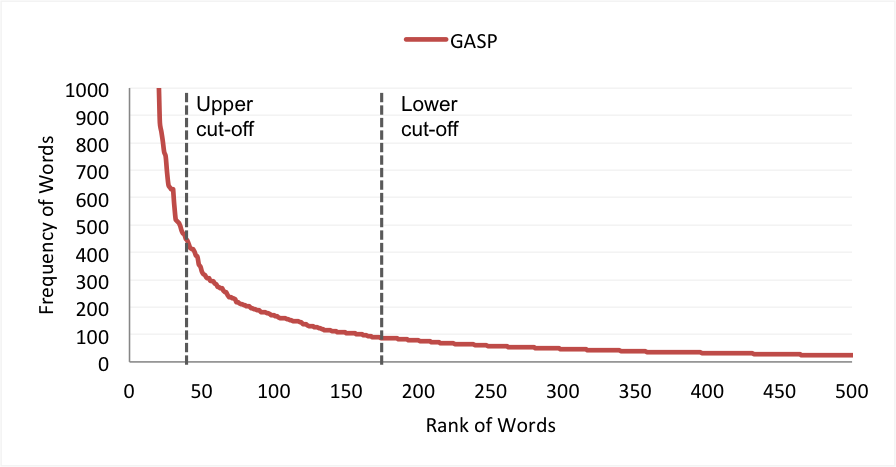 GASP
1000
900
800
700
600
500
400
300
200
100
0
Frequency of Words
Upper
cut-off
Lower
cut-off
0 50 100 150 200 250 300 350 400 450 500
Rank of Words